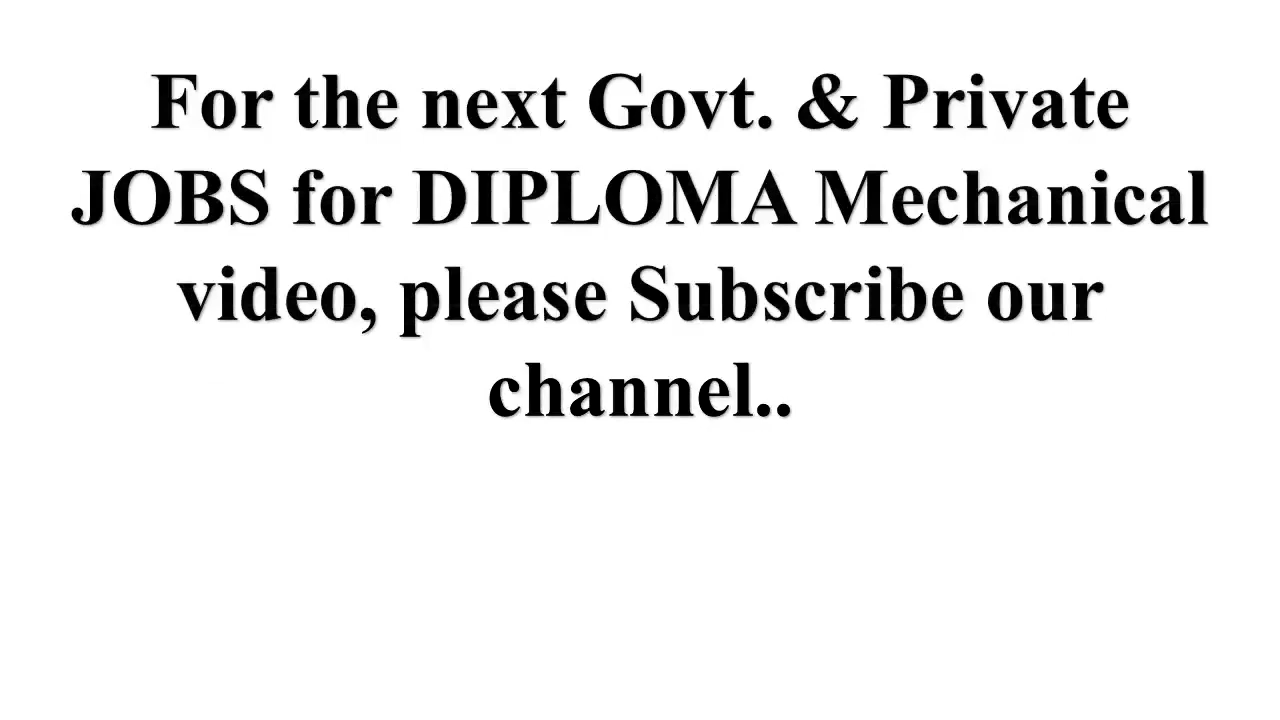 For the next Govt. & Private
JOBS for DIPLOMA Mechanical
video, please Subscribe our
channel..